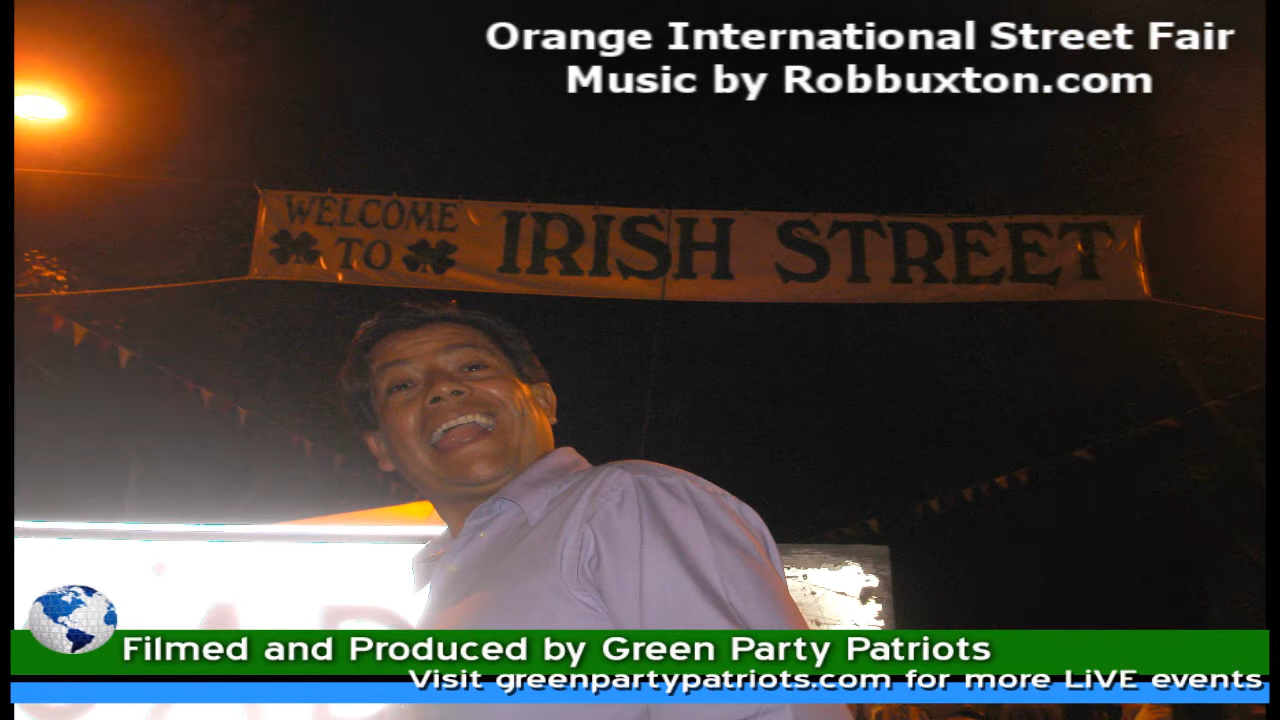 Orange International Street Fair
Music by Robbuxton.com
WELCOME
TO
IRISH STREET
Filmed and Produced by Green Party Patriots
Visit greenpartypatriots.com for more LiVE events